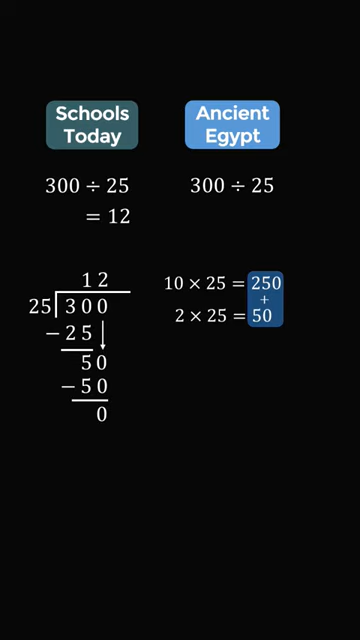 Schools
Today
Ancient
Egypt
300 ÷ 25
= 12
300 ÷ 25
12
25 300
− 25
50
− 50
0
10 × 25 = 250
+
2 × 25 = 50